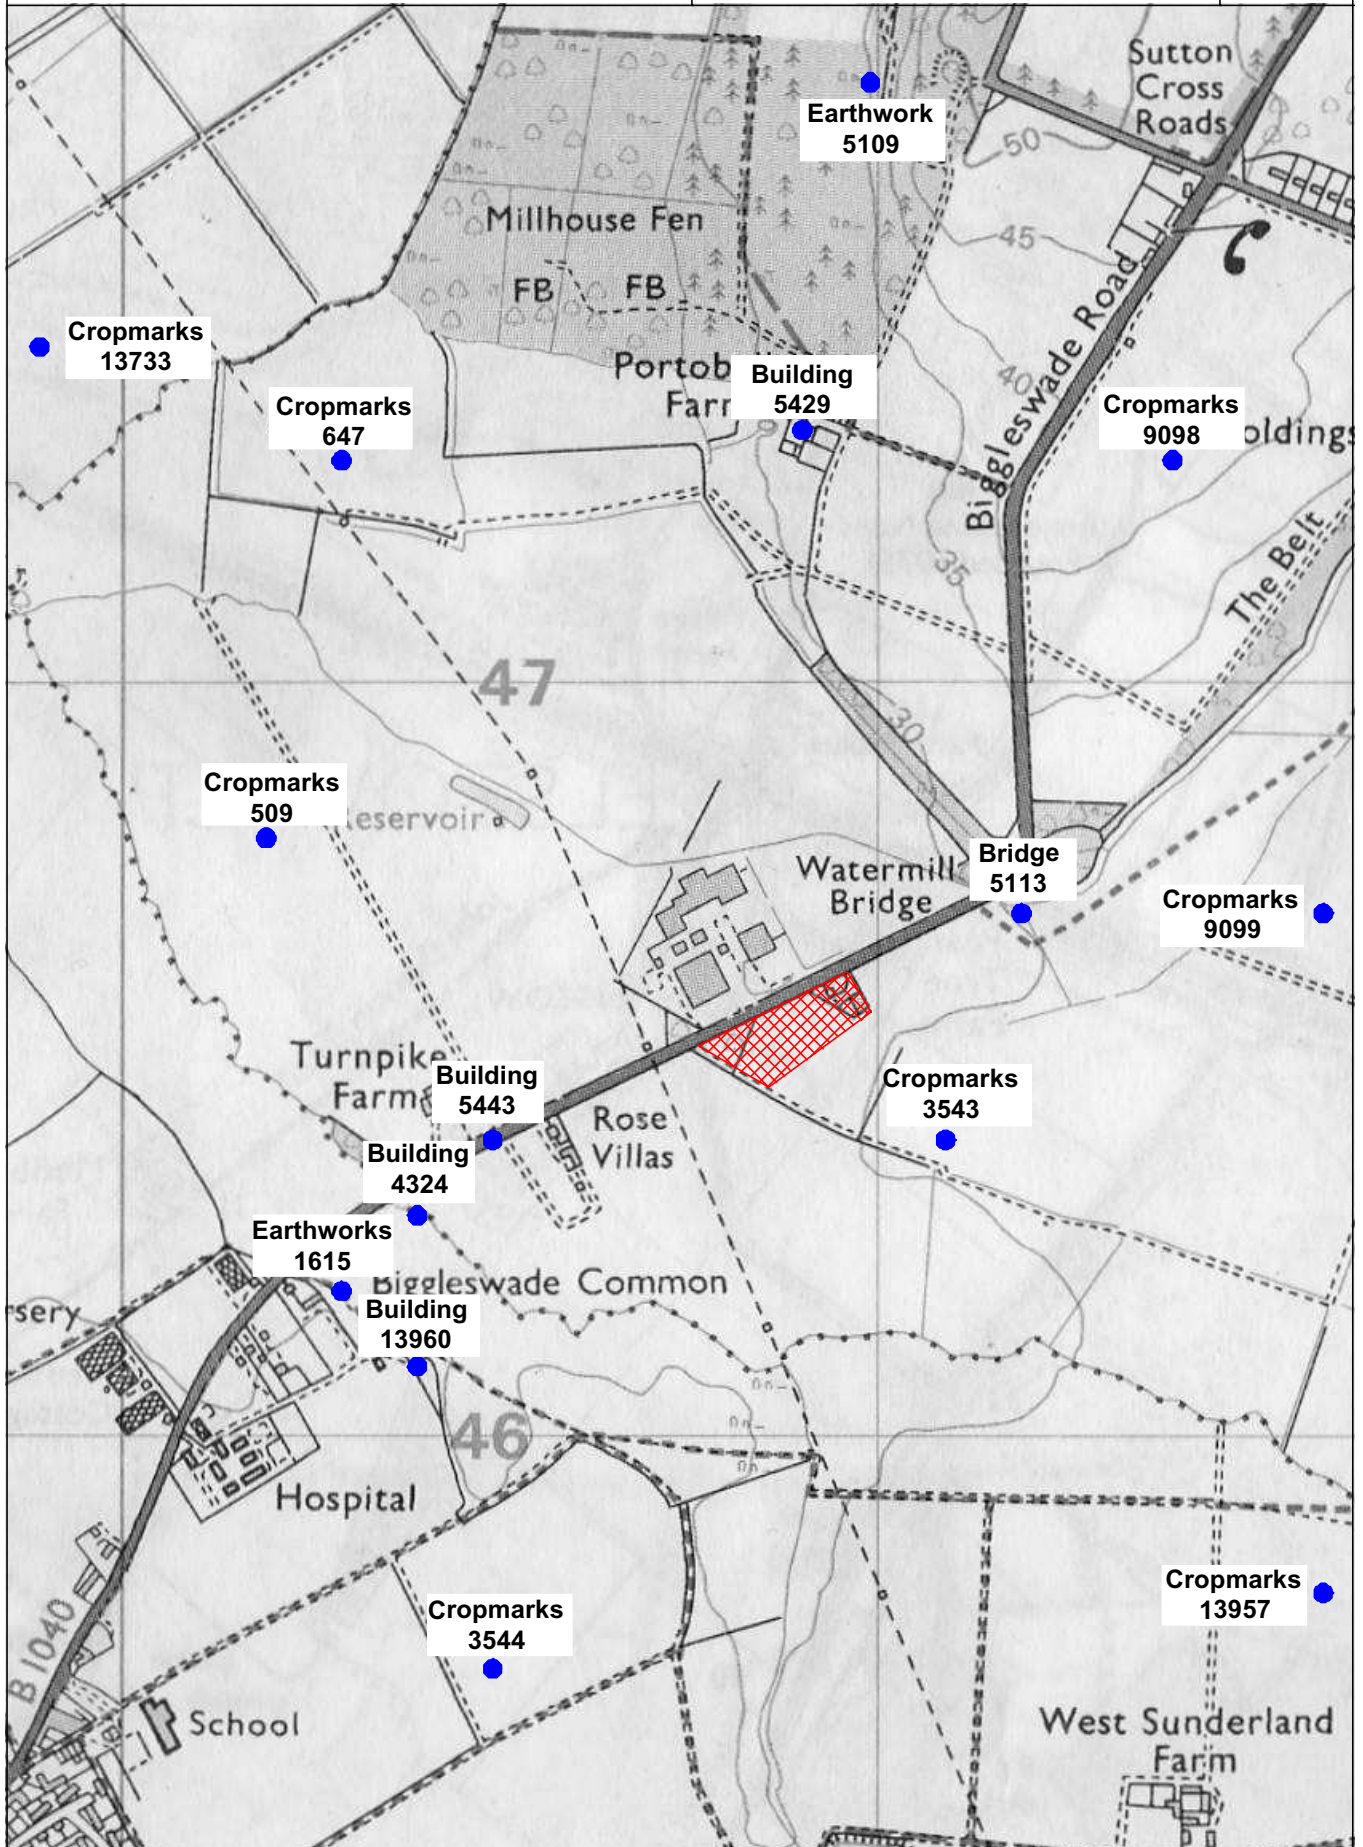 Sutton
Cross
Roads
Earthwork
5109
50
Millhouse Fen
45
FB
FB
Biggleswade Road
Cropmarks
13733
Portob
Farr
Building
5429
40
Cropmarks
647
Cropmarks
9098
oldings
35
The Belt
47
30
Cropmarks
509
eservoir
Watermill
Bridge
Bridge
5113
Cropmarks
9099
Turnpike
Farm
Building
5443
Rose
Villas
Cropmarks
3543
Building
4324
Earthworks
1615
Biggleswade Common
Building
13960
rsery
46
Hospital
Cropmarks
13957
Cropmarks
3544
B 1040
School
West Sunderland
Farm